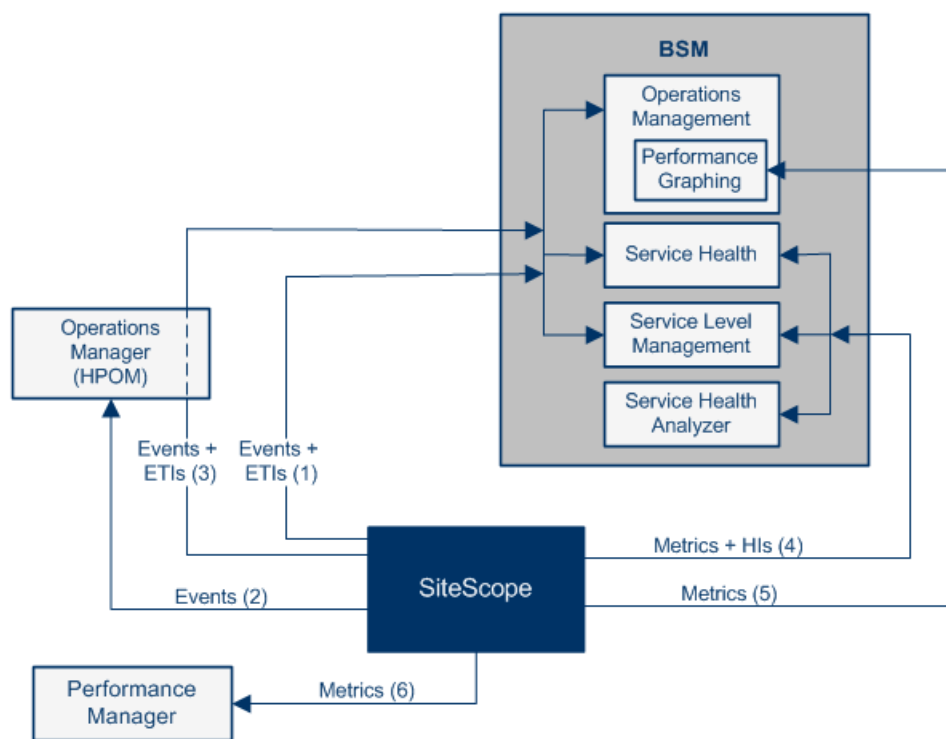 BSM
Operations
Management
Performance
Graphing
Service Health
Service Level
Management
Service Health
Analyzer
Operations
Manager
(HPOM)
Events +
ETIs (3)
Events +
ETIs (1)
Events (2)
SiteScope
Metrics + HIs (4)
Metrics (5)
Metrics (6)
Performance
Manager